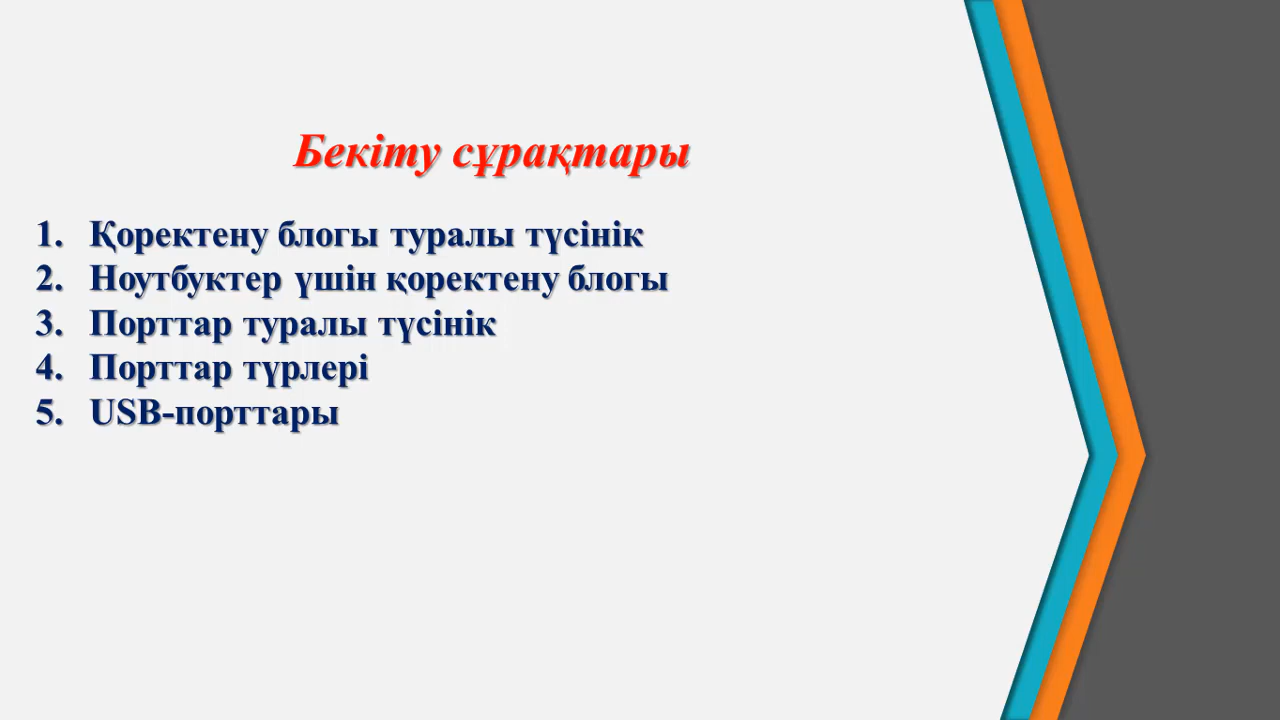 Бекіту сұрақтары
1. Қоректену блогы туралы түсінік
2. Ноутбуктер үшін қоректену блогы
3. Порттар туралы түсінік
4. Порттар түрлері
5. USB-порттары